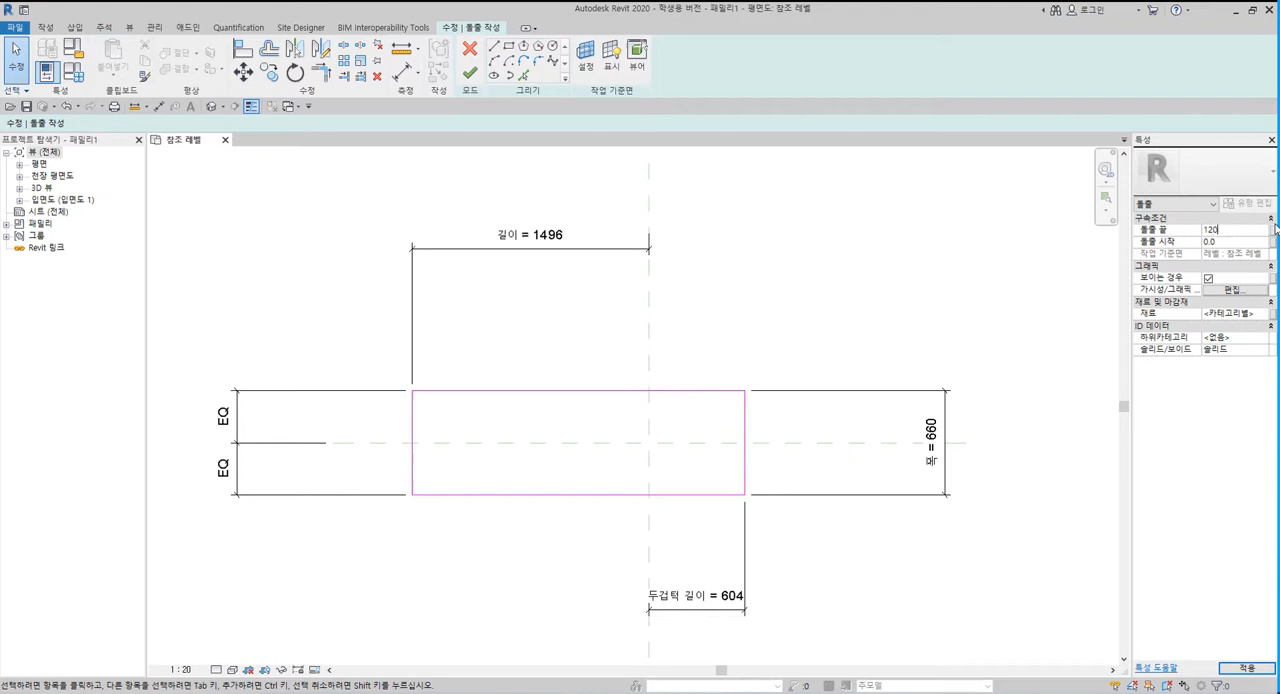 Autodesk Revit 2020 - 학생용 버전 - 패밀리1 - 평면도: 참조 레벨
로그인
파일 작성 삽입 주석 뷰 관리 애드인 Quantification Site Designer BIM Interoperability Tools 수정 | 돌출 작성
수정 붙여넣기 절단 결합 설정 표시 뷰어
선택 특성 클립보드 형상 수정 측정 작성 모드 그리기 작업 기준면
수정 | 돌출 작성
프로젝트 탐색기 - 패밀리1
뷰 (전체)
평면
천장 평면도
3D 뷰
입면도 (입면도 1)
시트 (전체)
패밀리
그룹
Revit 링크
참조 레벨
길이 = 1496
EQ
EQ
폭 = 660
두겁턱 길이 = 604
특성
R
돌출
유형 편집
구속조건
돌출 끝 120
돌출 시작 0.0
작업 기준면 레벨 : 참조 레벨
그래픽
보이는 경우
가시성/그래픽 ... 편집...
재료 및 마감재
재료 <카테고리별>
ID 데이터
하위카테고리 <없음>
솔리드/보이드 솔리드
특성 도움말 적용
1 : 20
선택하려면 항목을 클릭하고, 다른 항목을 선택하려면 Tab 키, 추가하려면 Ctrl 키, 선택 취소하려면 Shift 키를 누르십시오.
:0 주모델 :0